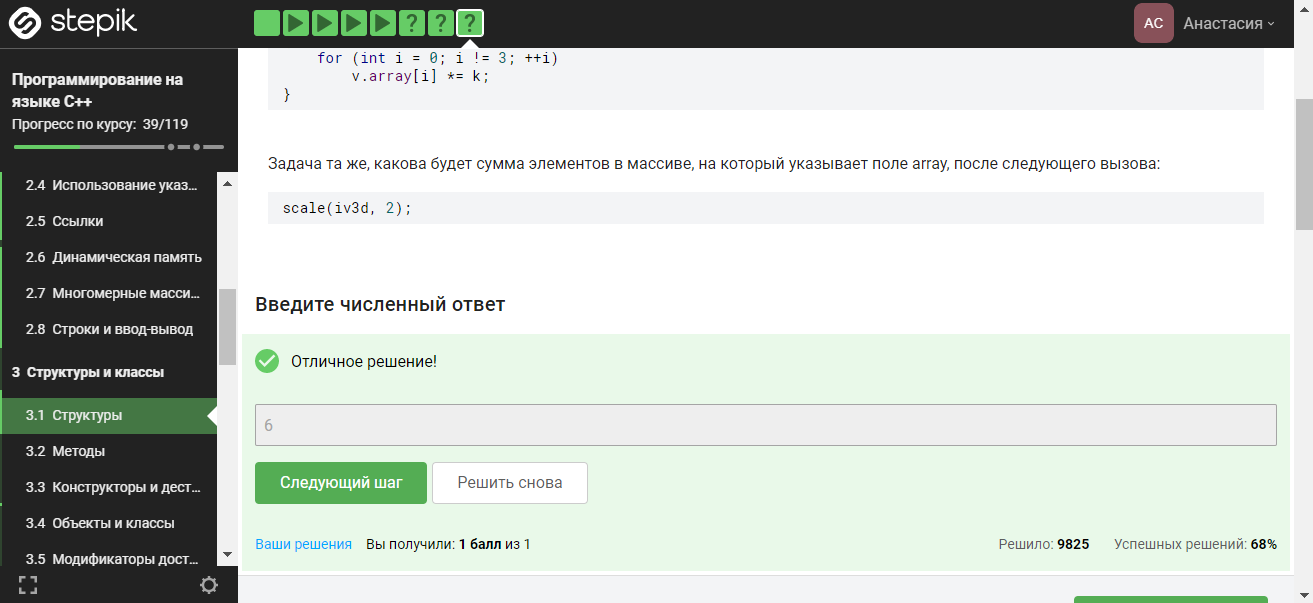 stepik
? ? ?
АС
Анастасия
Программирование на
языке C++
Прогресс по курсу: 39/119
2.4 Использование указ...
2.5 Ссылки
2.6 Динамическая память
2.7 Многомерные масси...
2.8 Строки и ввод-вывод
3 Структуры и классы
3.1 Структуры
3.2 Методы
3.3 Конструкторы и дест...
3.4 Объекты и классы
3.5 Модификаторы дост...
for (int i = 0; i != 3; ++i)
v.array[i] *= k;
}
Задача та же, какова будет сумма элементов в массиве, на который указывает поле array, после следующего вызова:
scale(iv3d, 2);
Введите численный ответ
Отличное решение!
6
Следующий шаг
Решить снова
Ваши решения Вы получили: 1 балл из 1
Решило: 9825 Успешных решений: 68%